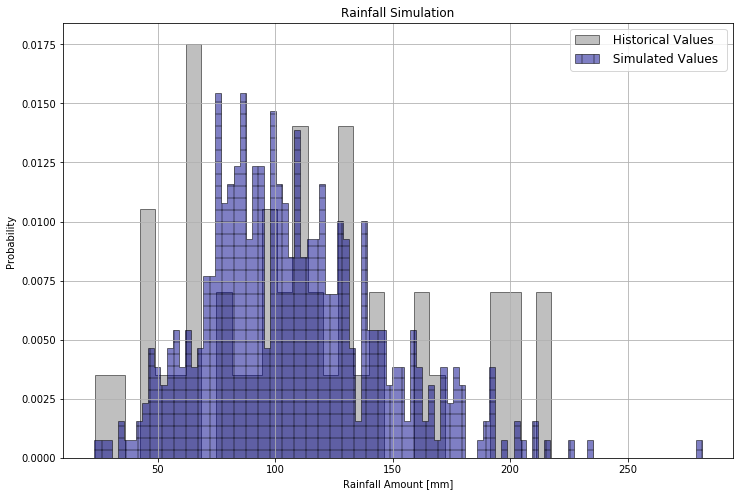 Rainfall Simulation
Historical Values
Simulated Values
0.0175
0.0150
0.0125
0.0100
0.0075
0.0050
0.0025
0.0000
Probability
50
100
150
200
250
Rainfall Amount [mm]